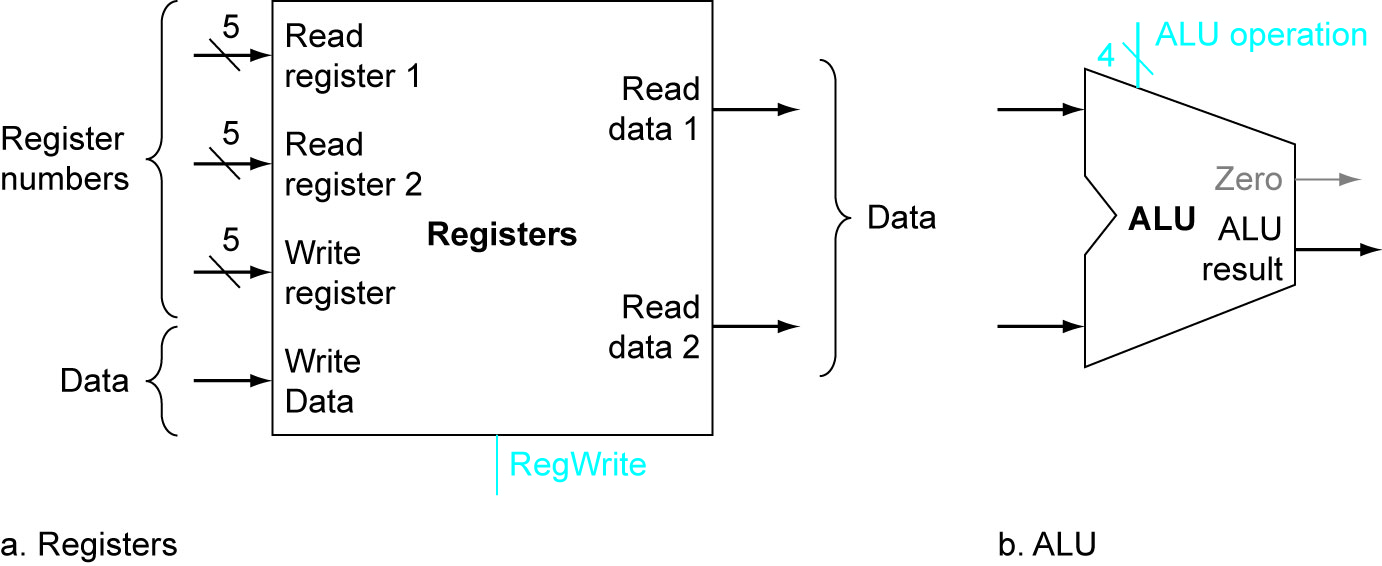 5
Read
register 1
5
Read
register 2
5
Write
register
Write
Data
Register
numbers
Data
Registers
Read
data 1
Read
data 2
Data
RegWrite
a. Registers
4
ALU operation
Zero
ALU
ALU
result
b. ALU